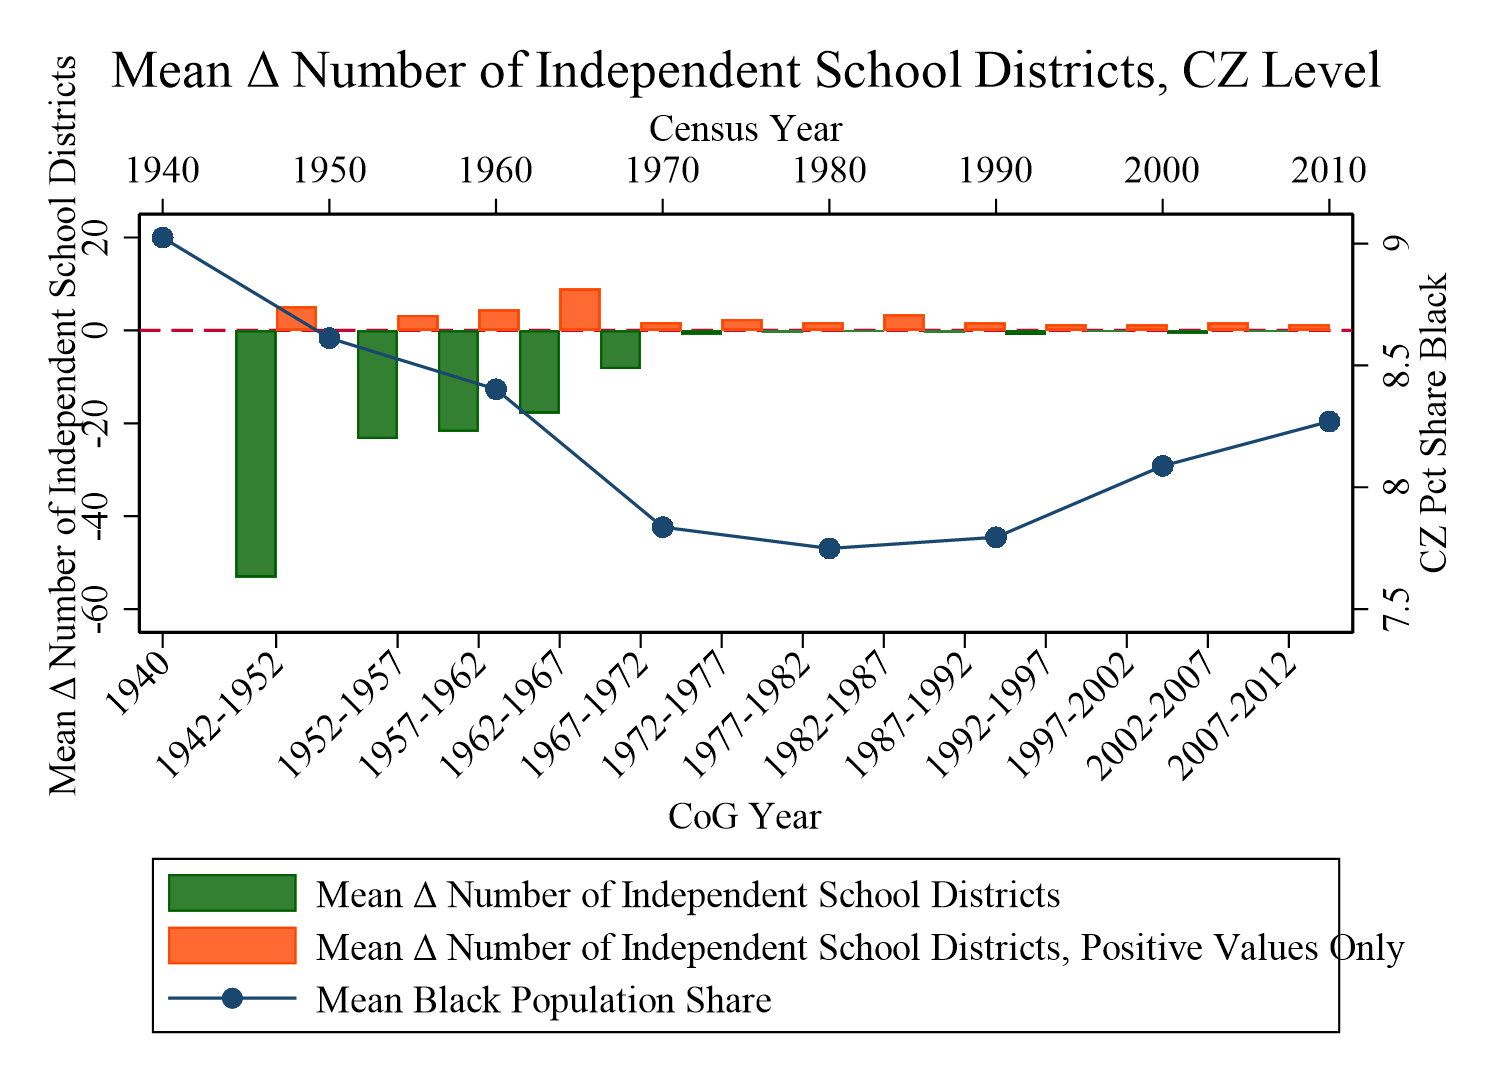 Mean Δ Number of Independent School Districts, CZ Level
Census Year
1940 1950 1960 1970 1980 1990 2000 2010
Mean Δ Number of Independent School Districts
20
0
-20
-40
-60
9
8.5
8
7.5
CZ Pct Share Black
1940 1942-1952 1952-1957 1957-1962 1962-1967 1967-1972 1972-1977 1977-1982 1982-1987 1987-1992 1992-1997 1997-2002 2002-2007 2007-2012
CoG Year
Mean Δ Number of Independent School Districts
Mean Δ Number of Independent School Districts, Positive Values Only
Mean Black Population Share